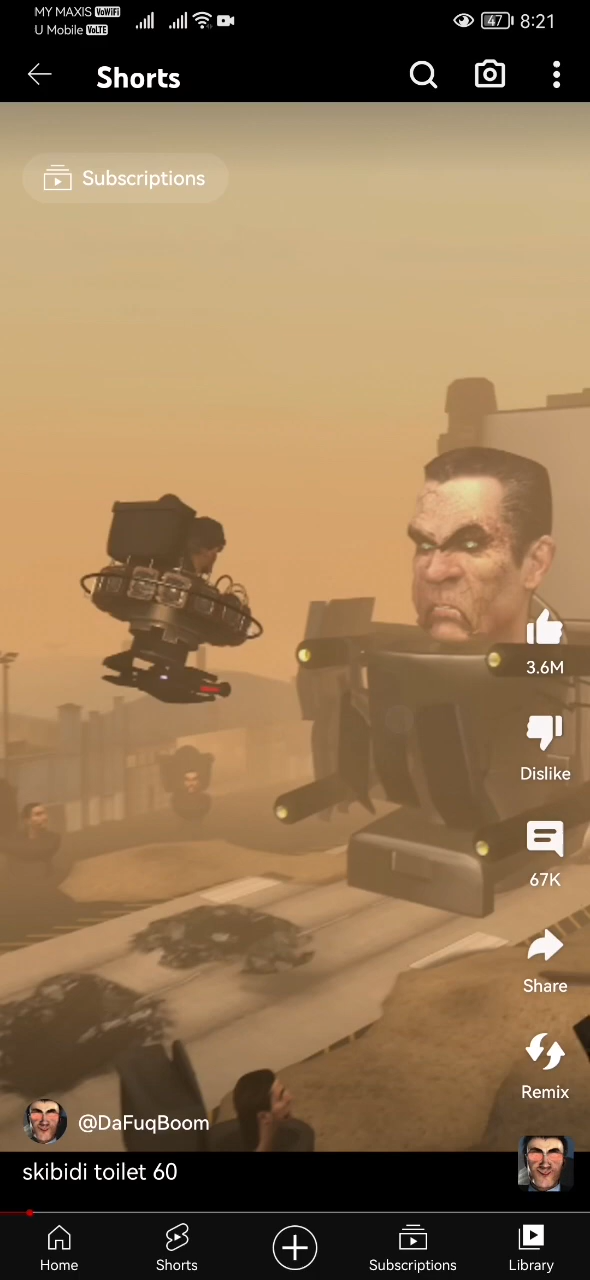 MY MAXIS VoWiFi
U Mobile VoLTE
47 8:21
Shorts
Subscriptions
3.6M
Dislike
67K
Share
Remix
@DaFuqBoom
skibidi toilet 60
Home
Shorts
Subscriptions
Library